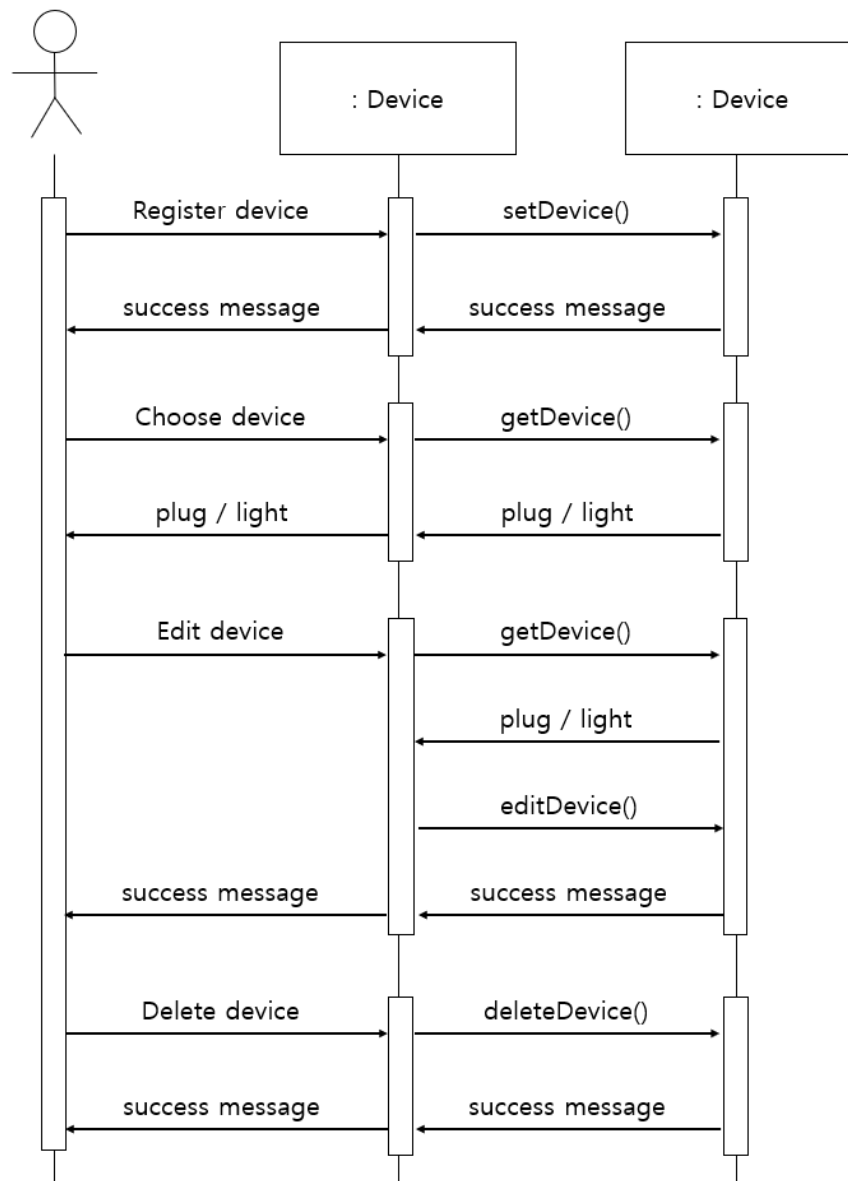 : Device
: Device
Register device
setDevice()
success message
success message
Choose device
getDevice()
plug / light
plug / light
Edit device
getDevice()
plug / light
editDevice()
success message
success message
Delete device
deleteDevice()
success message
success message